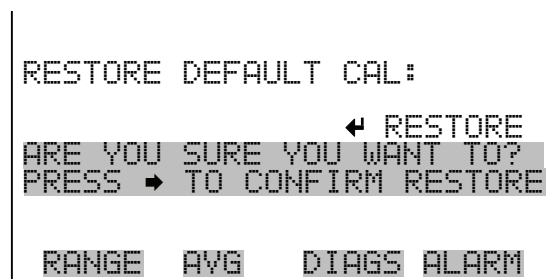 RESTORE DEFAULT CAL:
↵ RESTORE
ARE YOU SURE YOU WANT TO?
PRESS → TO CONFIRM RESTORE
RANGE AVG DIAGS ALARM